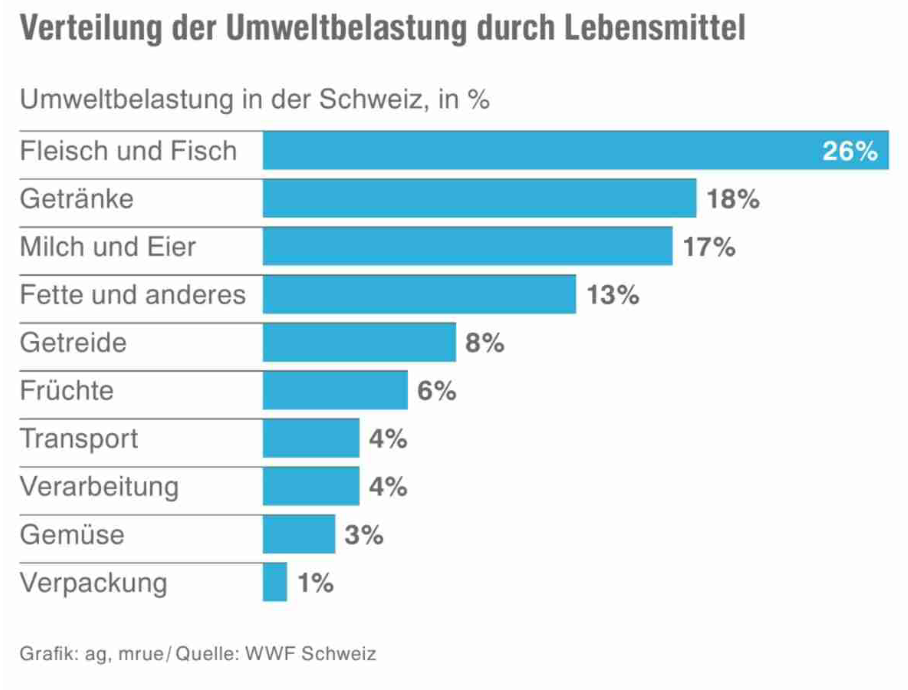 Verteilung der Umweltbelastung durch Lebensmittel
Umweltbelastung in der Schweiz, in %
Fleisch und Fisch 26%
Getränke 18%
Milch und Eier 17%
Fette und anderes 13%
Getreide 8%
Früchte 6%
Transport 4%
Verarbeitung 4%
Gemüse 3%
Verpackung 1%
Grafik: ag, mrue/Quelle: WWF Schweiz